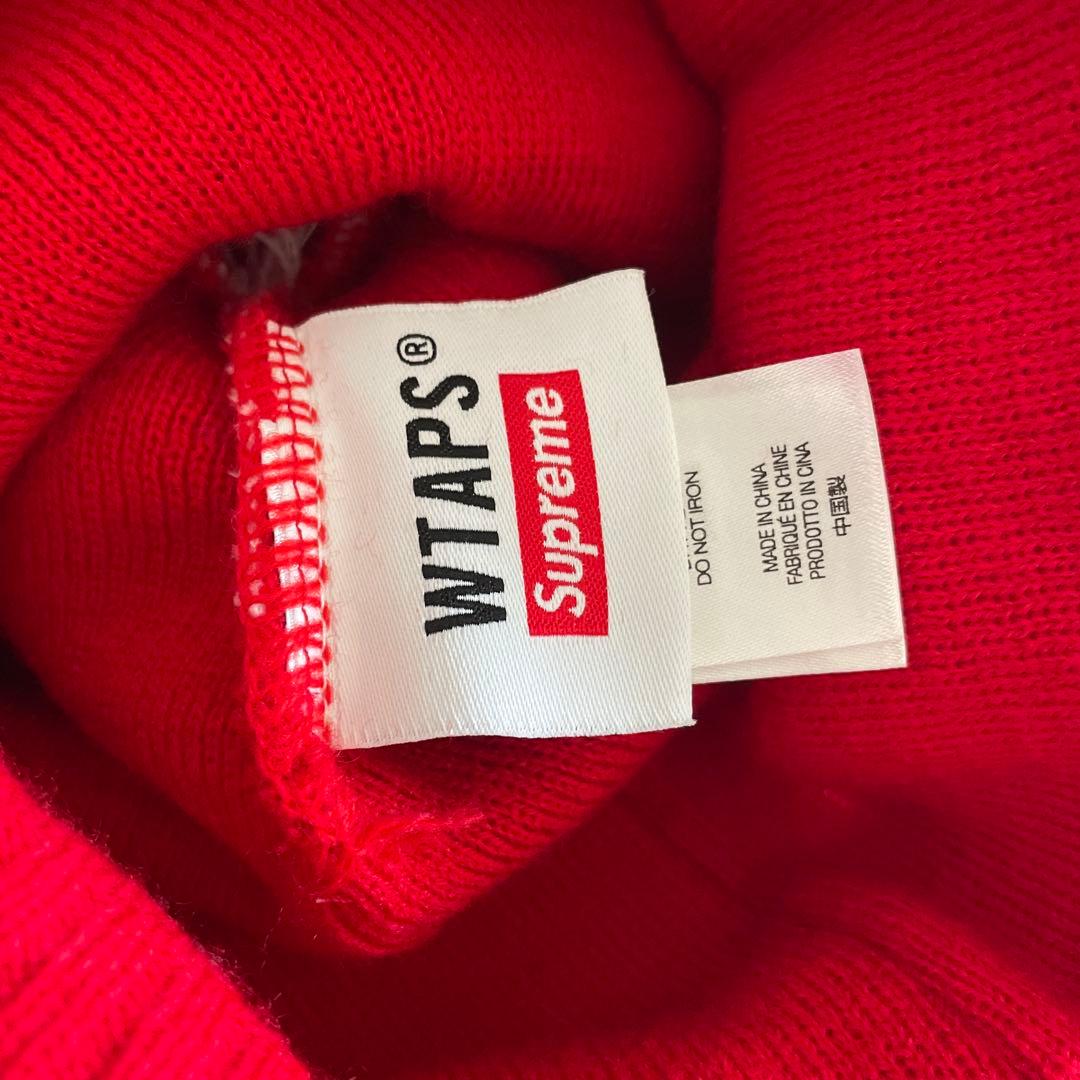 WTAPS®
Supreme
DO NOT IRON
MADE IN CHINA
FABRIQUÉ EN CHINE
PRODOTTO IN CINA
中国製